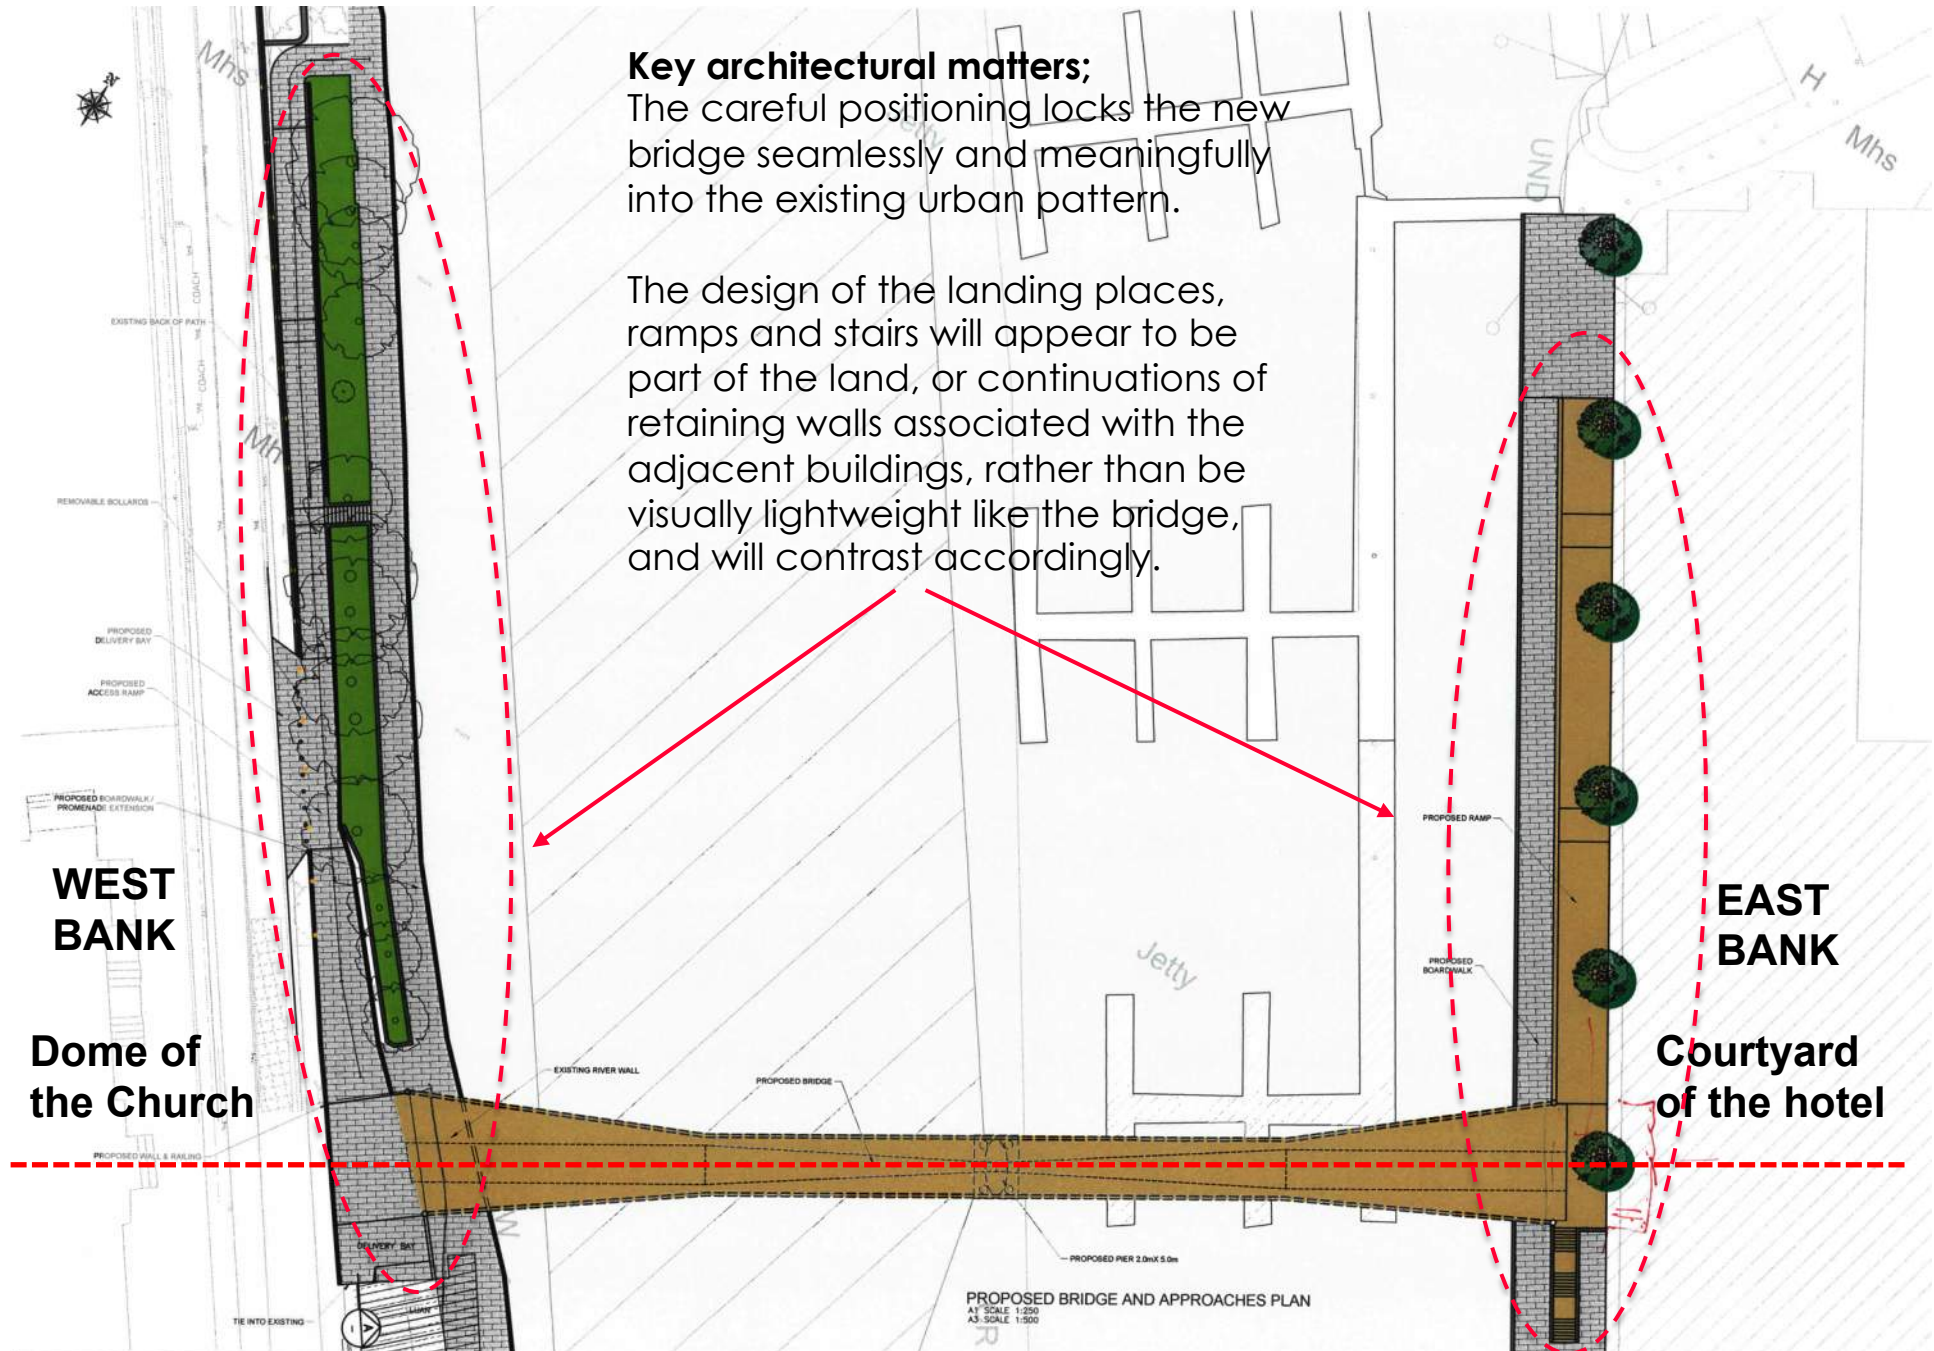 Key architectural matters;
The careful positioning locks the new
bridge seamlessly and meaningfully
into the existing urban pattern.
The design of the landing places,
ramps and stairs will appear to be
part of the land, or continuations of
retaining walls associated with the
adjacent buildings, rather than be
visually lightweight like the bridge,
and will contrast accordingly.
N
Mhs
Jetty
UND
H
Mhs
COACH
EXISTING BACK OF PATH
COACH
Mh
REMOVABLE BOLLARDS
PROPOSED
DELIVERY BAY
PROPOSED
ACCESS RAMP
PROPOSED BOARDWALK/
PROMENADE EXTENSION
PROPOSED RAMP
WEST
BANK
EAST
BANK
Jetty
PROPOSED
BOARDWALK
Dome of
the Church
Courtyard
of the hotel
EXISTING RIVER WALL
PROPOSED BRIDGE
PROPOSED WALL & RAILING
W
DELIVERY BAY
PROPOSED PIER 2.0mX 5.0m
PROPOSED BRIDGE AND APPROACHES PLAN
A1 SCALE 1:250
A3 SCALE 1:500
LUAN
TIE INTO EXISTING
A
R